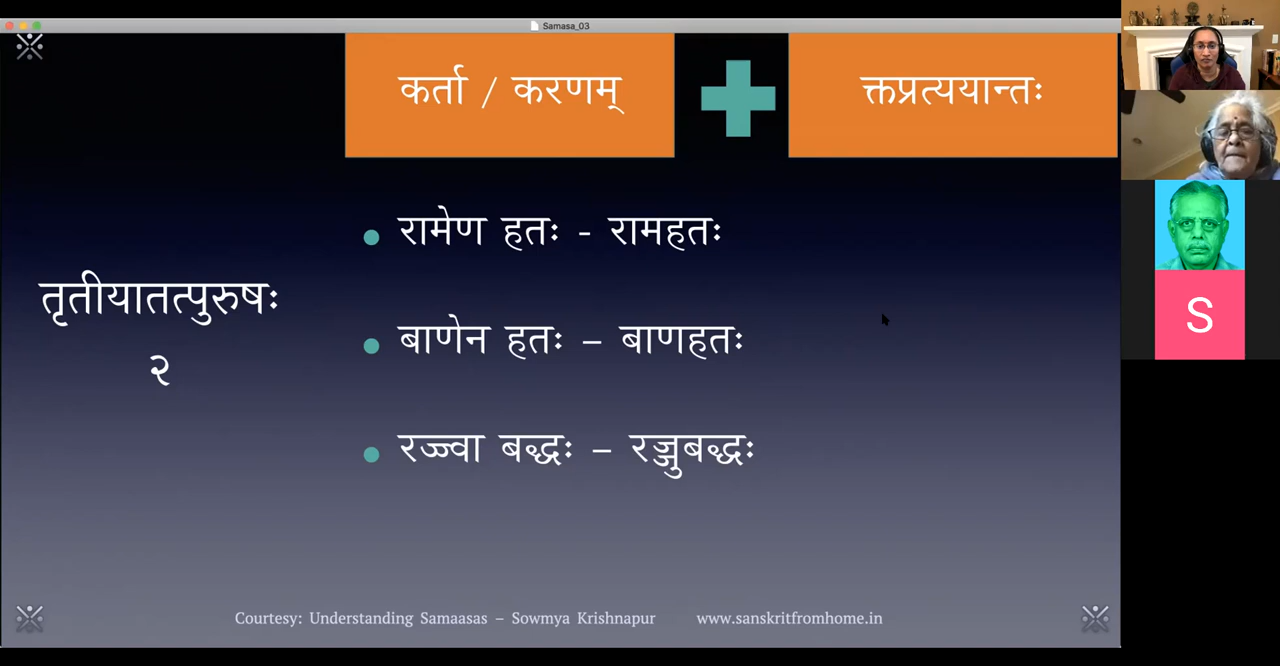 Samasa_03
कर्ता / करणम्
क्तप्रत्ययान्तः
तृतीयातत्पुरुषः
२
रामेण हतः - रामहतः
बाणेन हतः – बाणहतः
रज्ज्वा बद्धः – रज्जुबद्धः
Courtesy: Understanding Samaasas – Sowmya Krishnapur www.sanskritfromhome.in
S